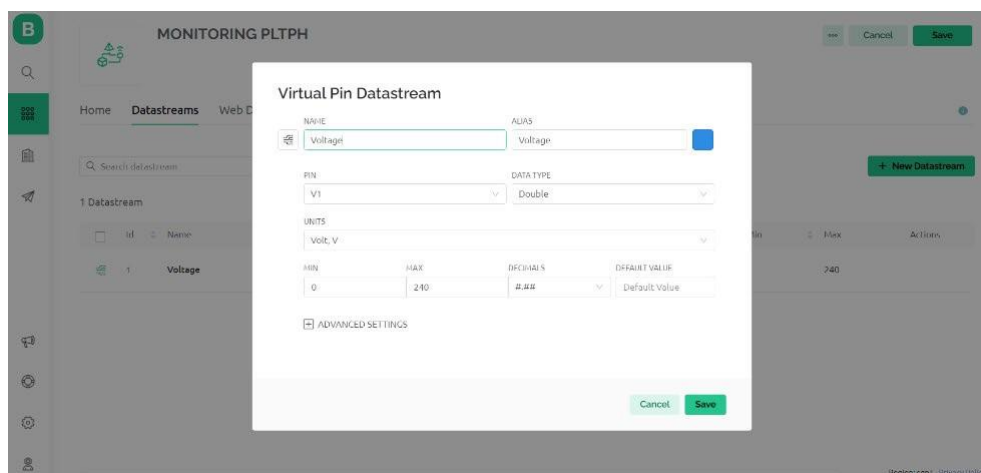 B
MONITORING PLTPH
Cancel
Save
Home
Datastreams
Web D
Search datastream
+ New Datastream
1 Datastream
Id
Name
Max
Actions
1
Voltage
240
Virtual Pin Datastream
NAME
ALIAS
Voltage
Voltage
PIN
DATA TYPE
V1
Double
UNITS
Volt, V
MIN
MAX
DECIMALS
DEFAULT VALUE
0
240
#.##
Default Value
ADVANCED SETTINGS
Cancel
Save